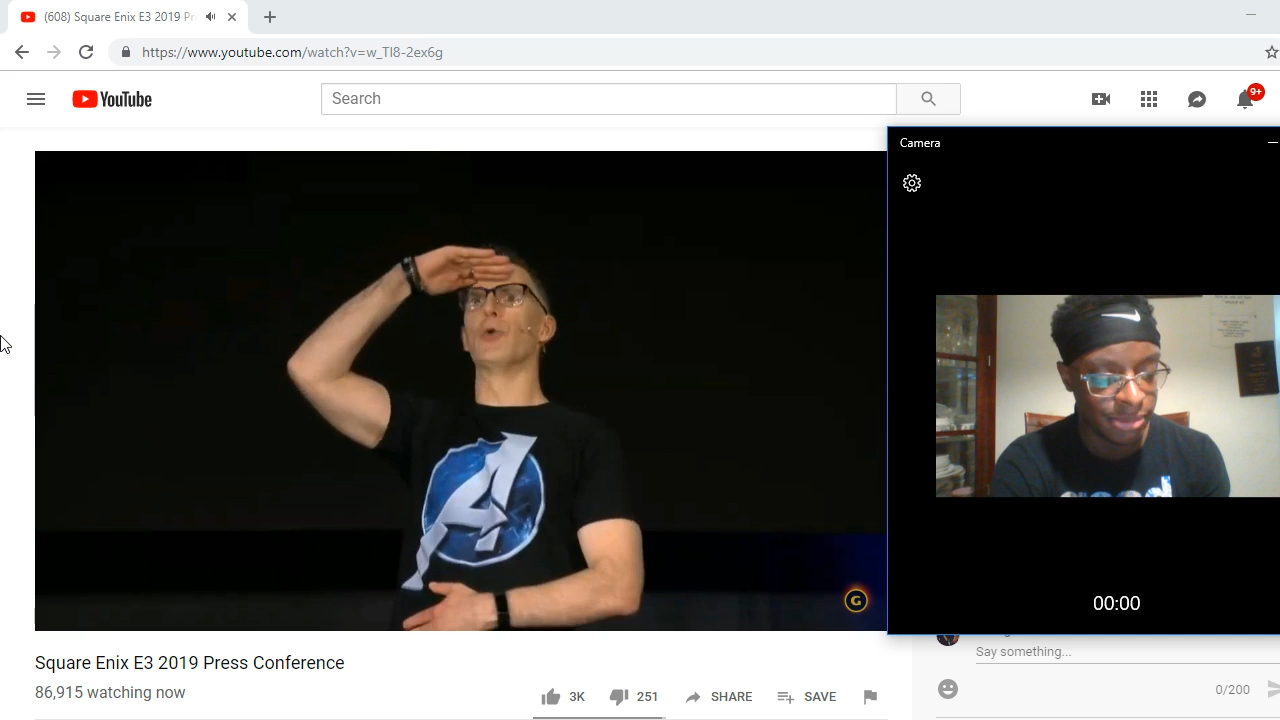 (608) Square Enix E3 2019 Pr
https://www.youtube.com/watch?v=w_Tl8-2ex6g
YouTube
Search
9+
Camera
A
G
00:00
Square Enix E3 2019 Press Conference
86,915 watching now
3K
251
SHARE
SAVE
Say something...
0/200